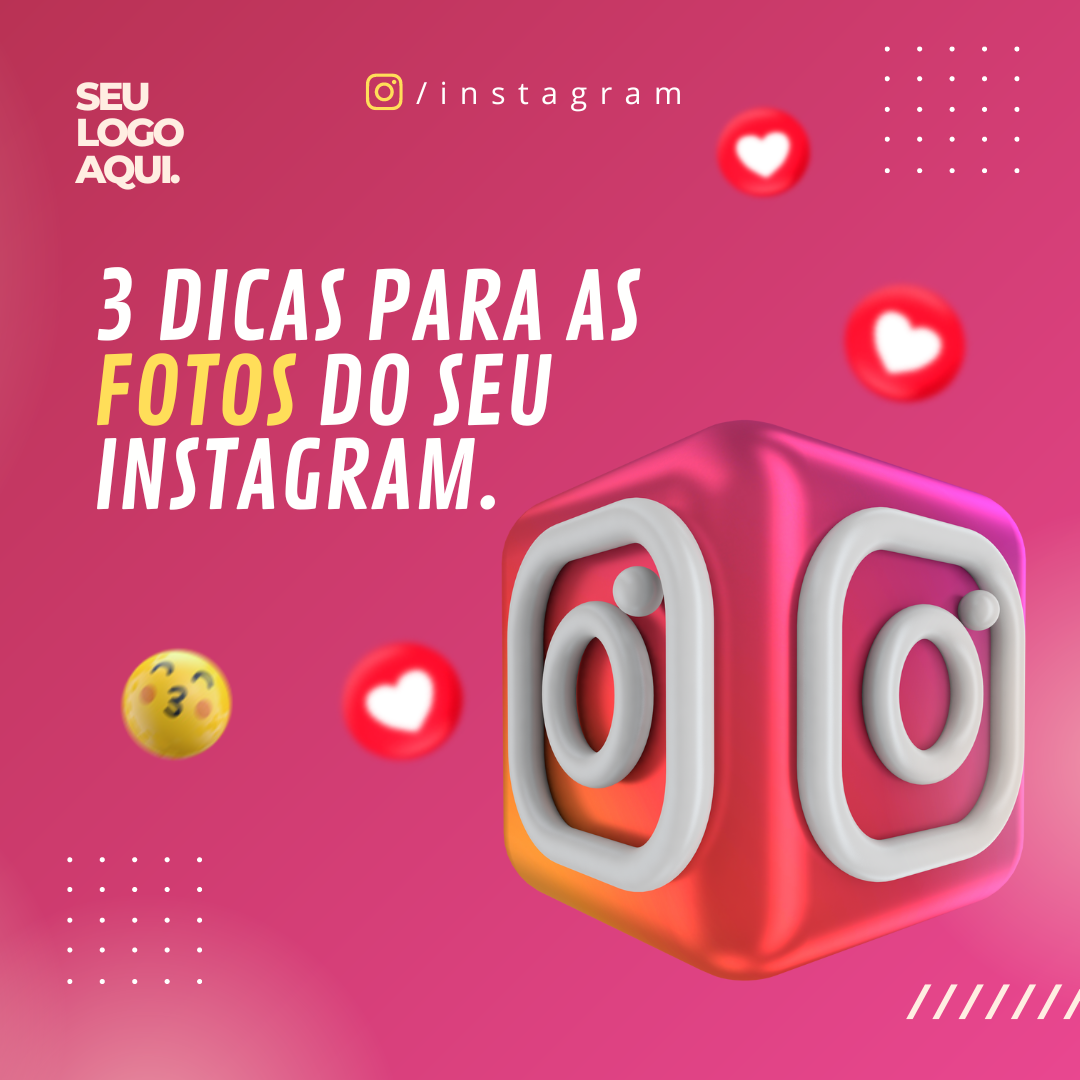 SEU
LOGO
AQUI.
/instagram
3 DICAS PARA AS
FOTOS DO SEU
INSTAGRAM.